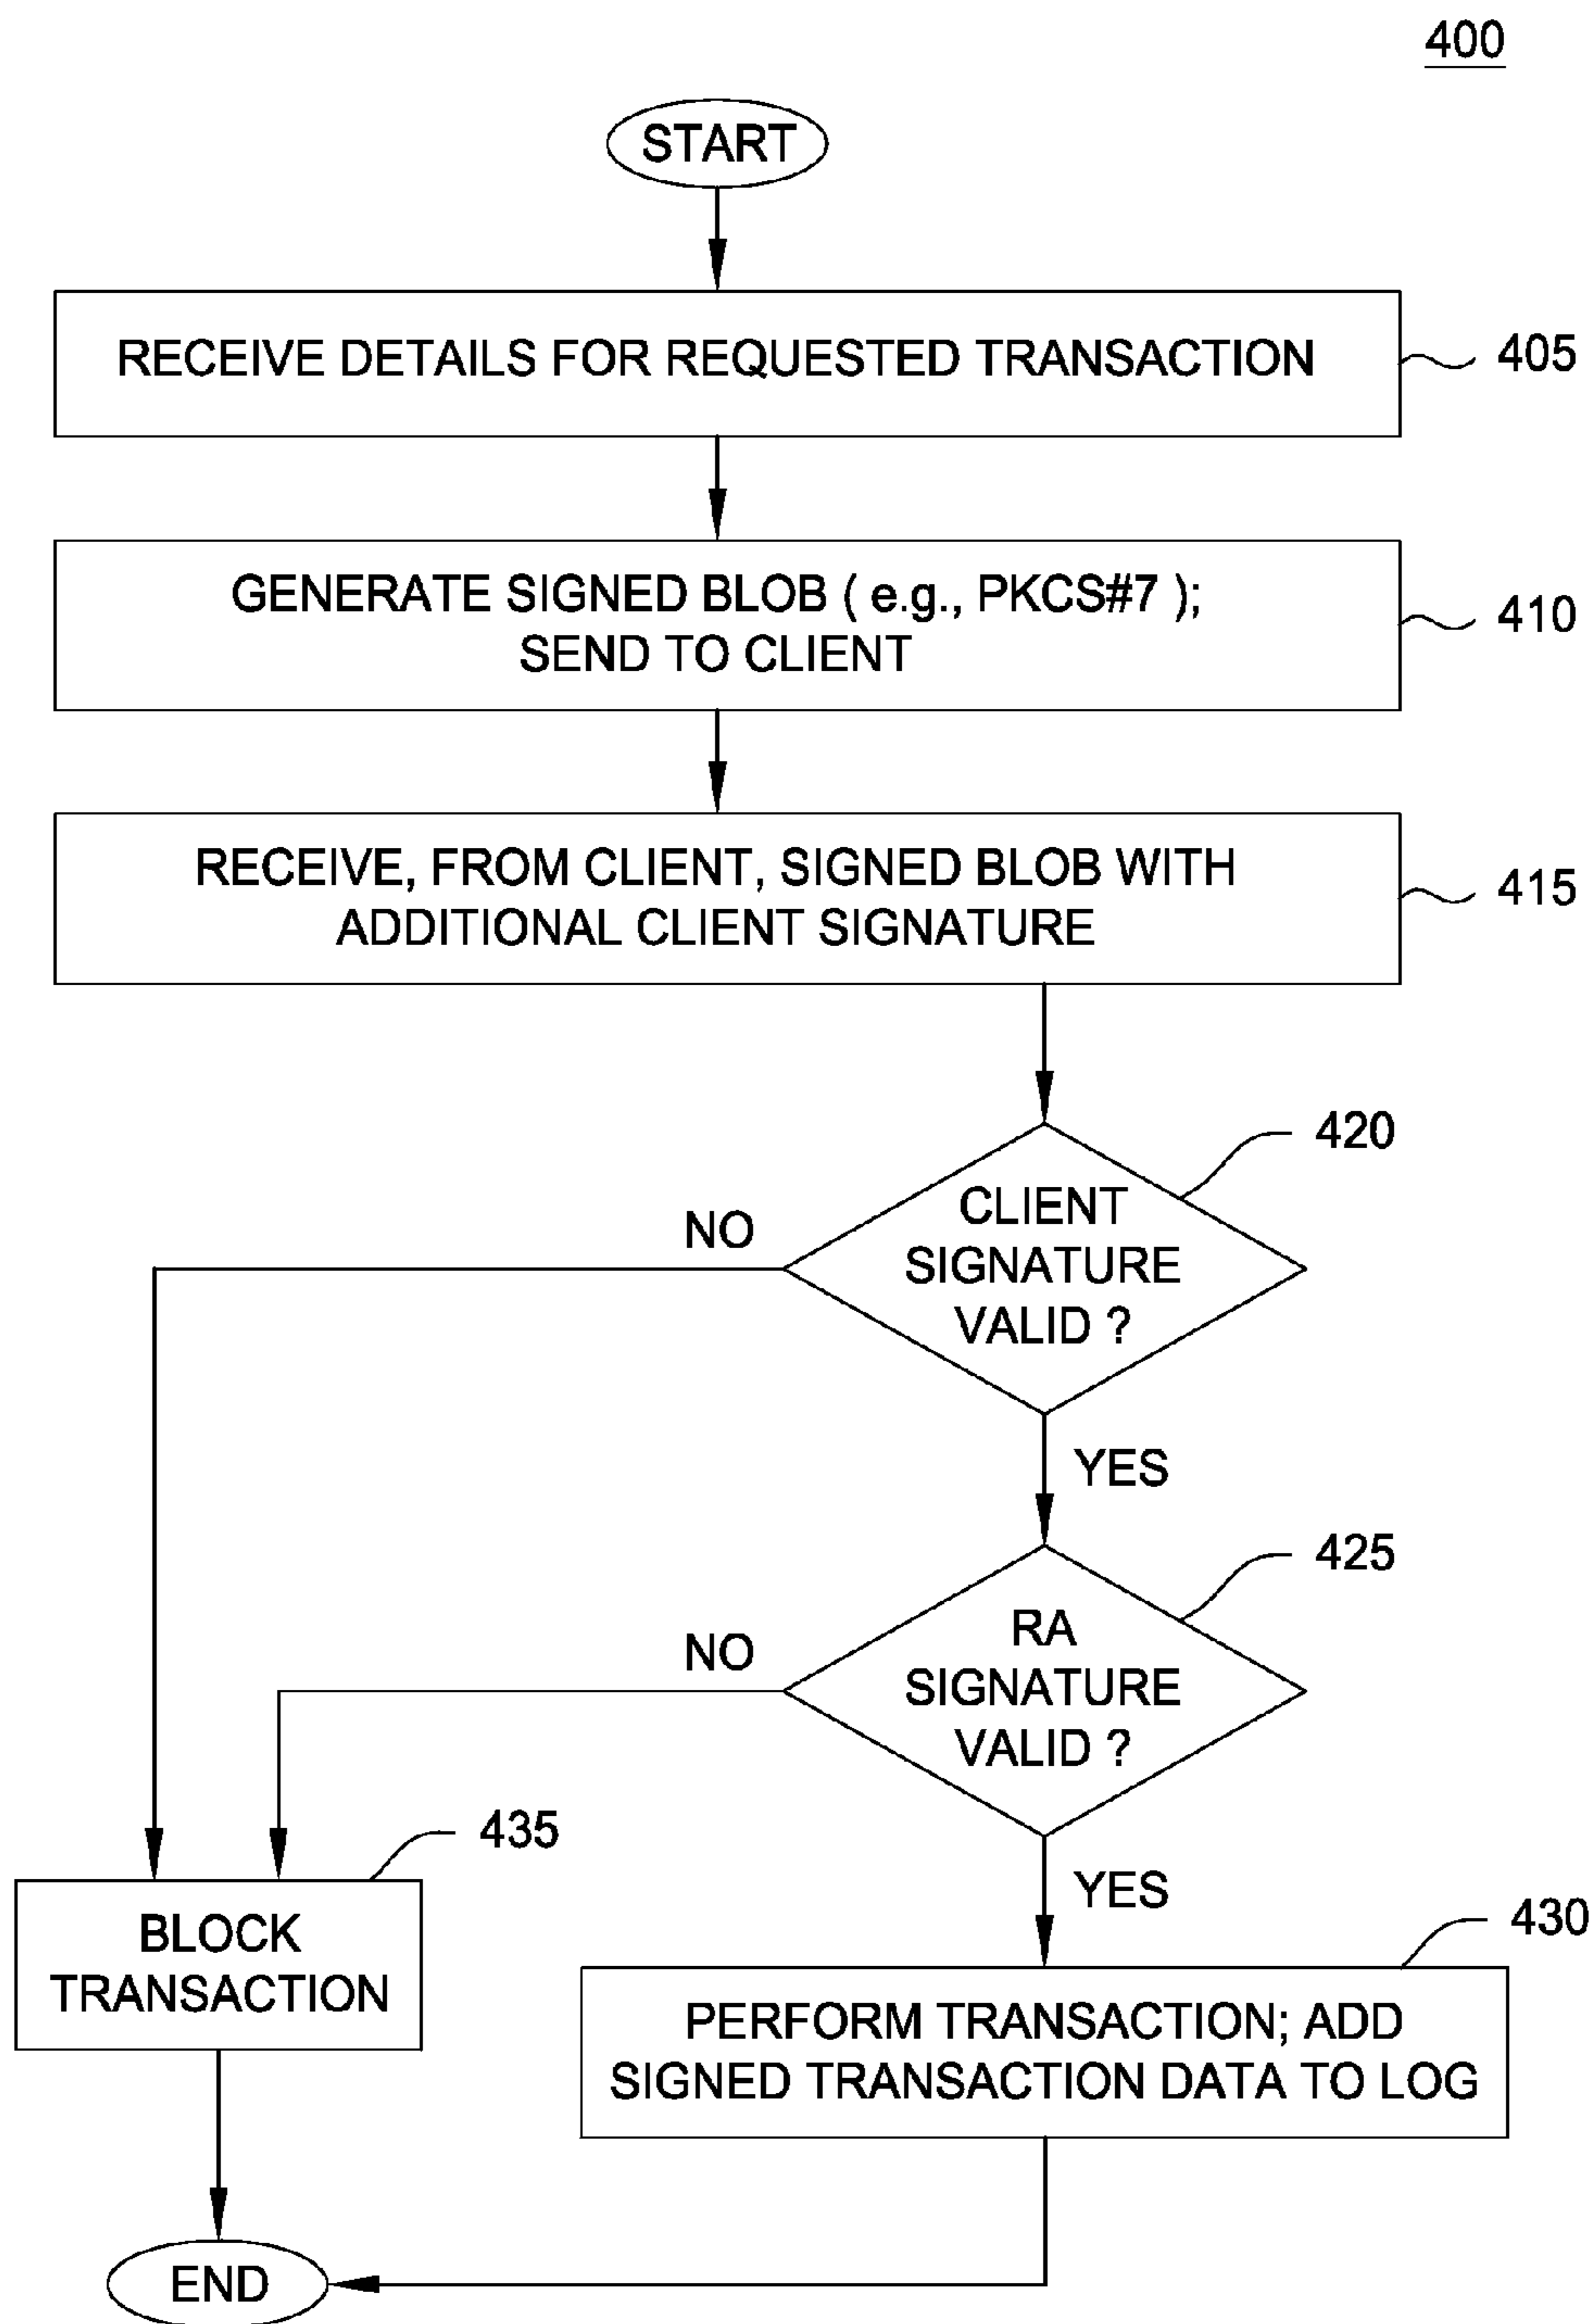 400
START
RECEIVE DETAILS FOR REQUESTED TRANSACTION
405
GENERATE SIGNED BLOB ( e.g., PKCS#7 );
SEND TO CLIENT
410
RECEIVE, FROM CLIENT, SIGNED BLOB WITH
ADDITIONAL CLIENT SIGNATURE
415
420
CLIENT
SIGNATURE
VALID ?
NO
YES
425
RA
SIGNATURE
VALID ?
NO
YES
435
BLOCK
TRANSACTION
430
PERFORM TRANSACTION; ADD
SIGNED TRANSACTION DATA TO LOG
END